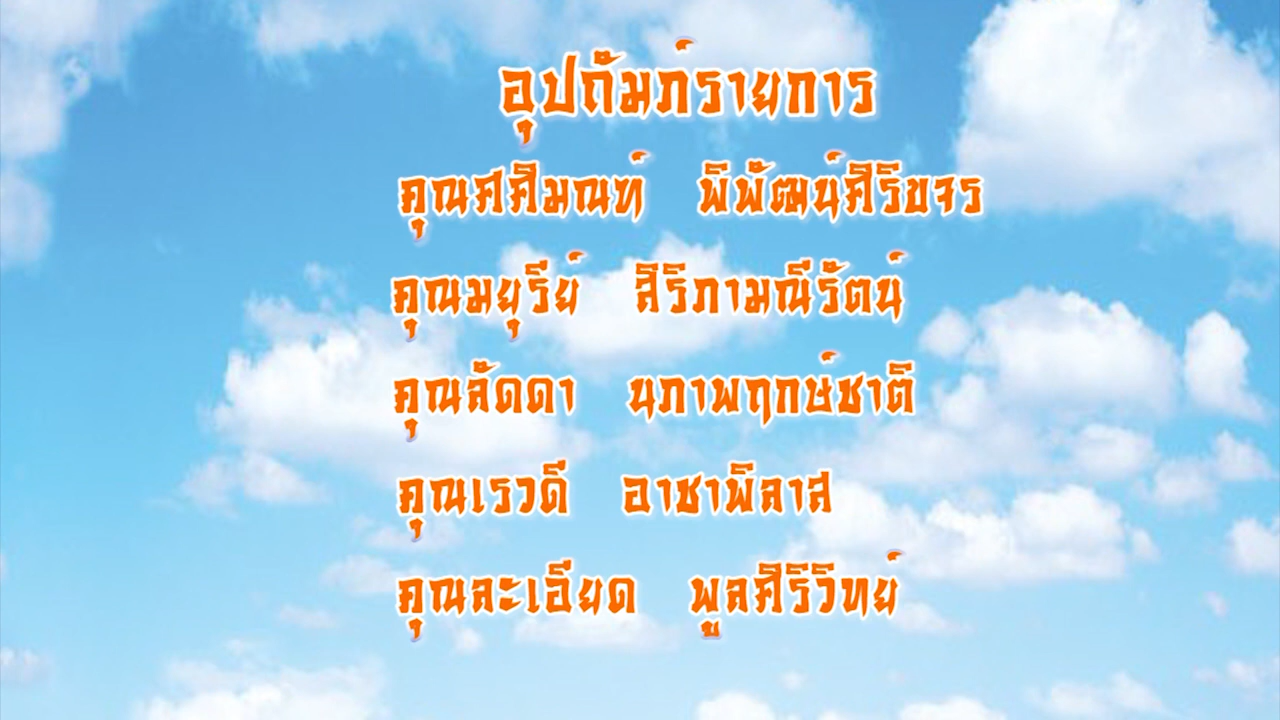 อุปถัมภ์รายการ
คุณศศิมณฑ์ พิพัฒน์ศิริขจร
คุณมยุรีย์ สิริภามณีรัตน์
คุณลัดดา นภาพฤกษ์ชาติ
คุณเรวดี อาชาพิลาส
คุณละเอียด พูลศิริวิทย์